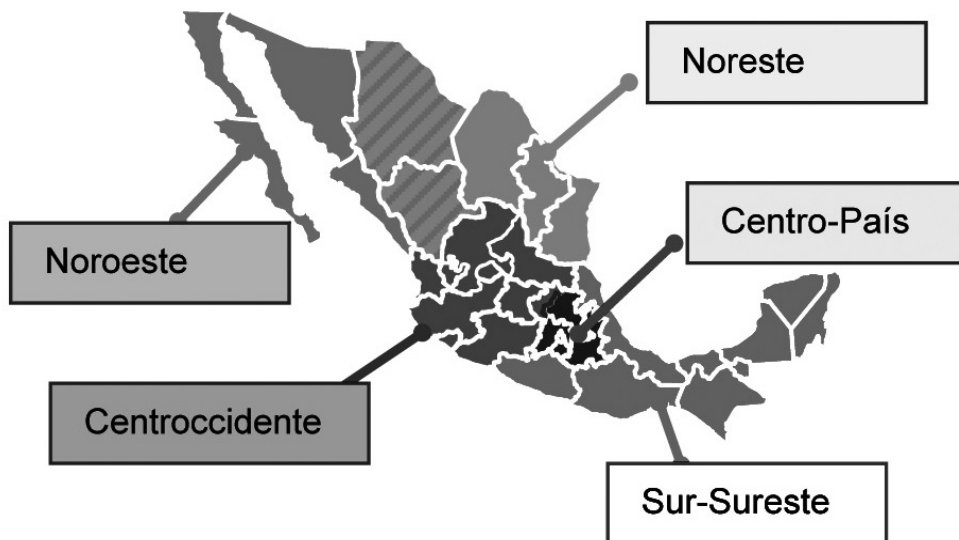 Noreste
Centro-País
Noroeste
Centroccidente
Sur-Sureste